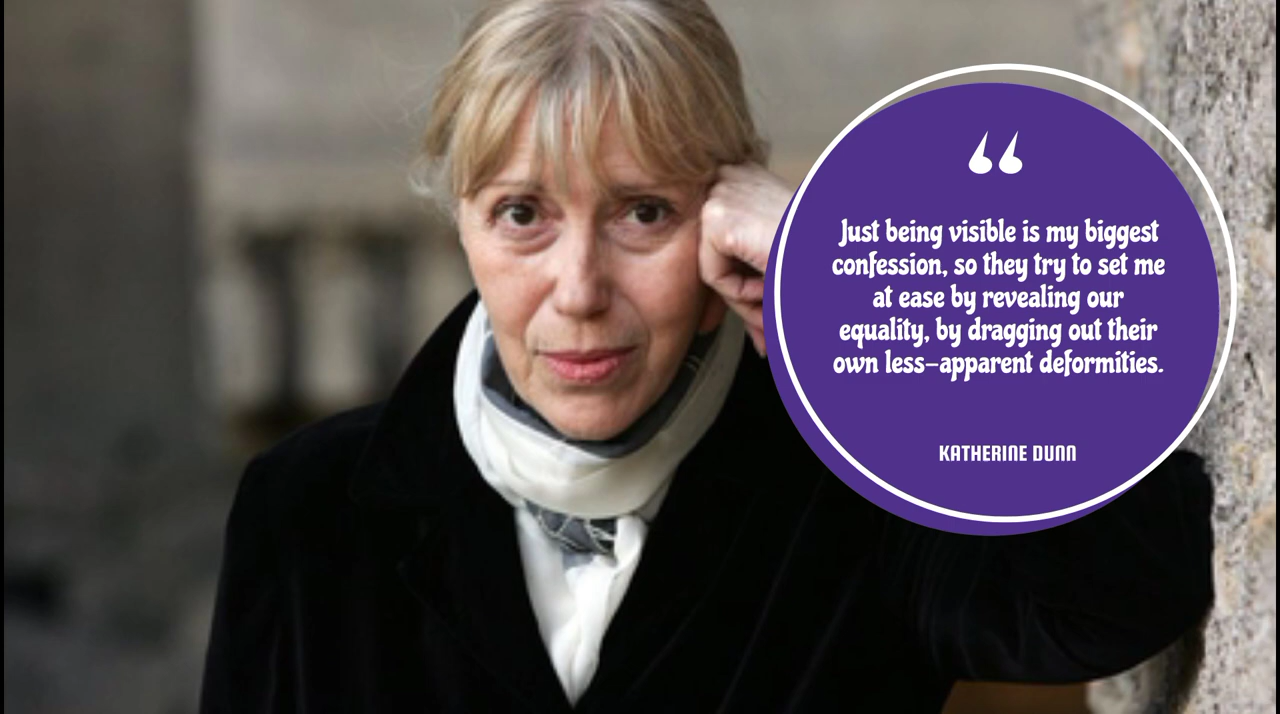 “
Just being visible is my biggest
confession, so they try to set me
at ease by revealing our
equality, by dragging out their
own less-apparent deformities.
KATHERINE DUNN